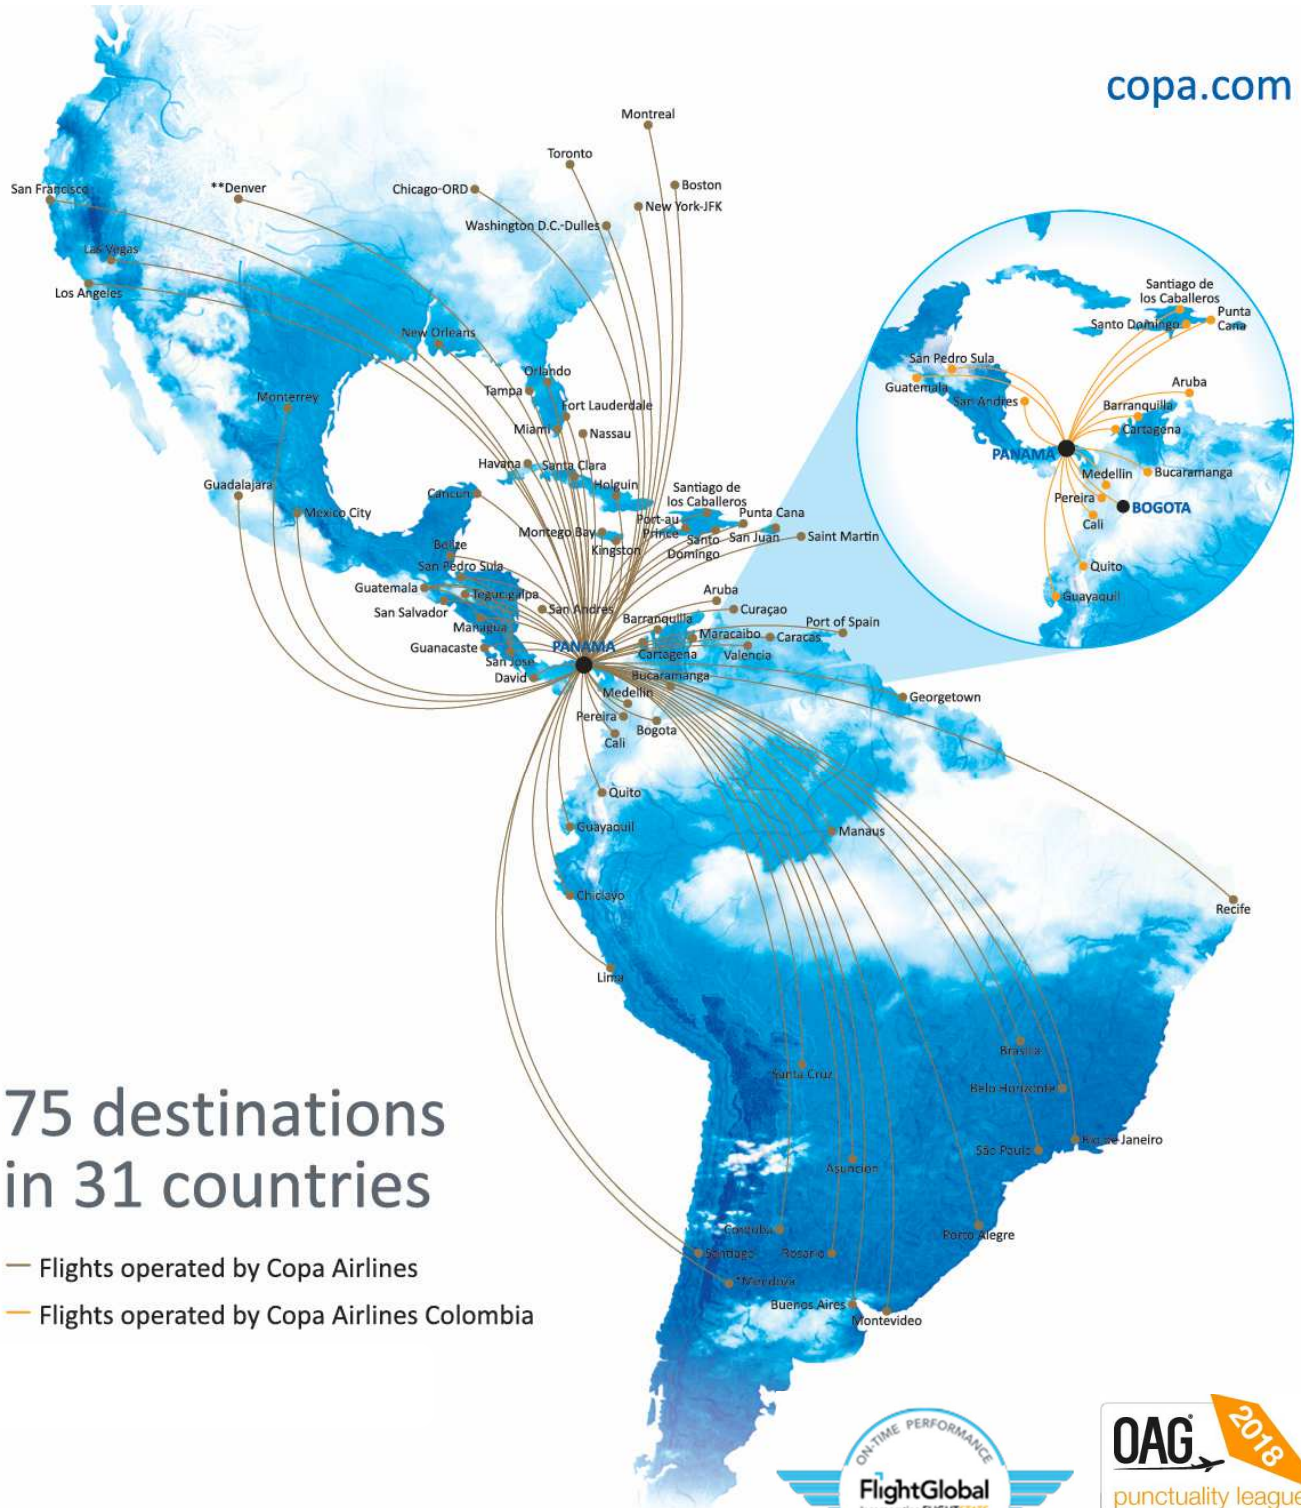 copa.com
Montreal
Toronto
San Francisco
**Denver
Chicago-ORD
Boston
New York-JFK
Washington D.C.-Dulles
Las Vegas
Los Angeles
New Orleans
Orlando
Tampa
Fort Lauderdale
Miami
Nassau
Monterrey
Havana
Santa Clara
Guadalajara
Cancun
Holguin
Santiago de
los Caballeros
Mexico City
Port-au
Prince
Punta Cana
Montego Bay
Santo
Domingo
San Juan
Saint Martin
Kingston
Belize
San Pedro Sula
Guatemala
Tegucigalpa
San Salvador
San Andres
Managua
Aruba
Curaçao
Barranquilla
Port of Spain
Maracaibo
Caracas
Guanacaste
PANAMA
Cartagena
Valencia
San Jose
David
Bucaramanga
Medellin
Georgetown
Pereira
Bogota
Cali
Quito
Guayaquil
Manaus
Chiclayo
Recife
Lima
Brasilia
Santa Cruz
Belo Horizonte
Rio de Janeiro
São Paulo
Asuncion
Cordoba
Porto Alegre
Santiago
Rosario
*Mendoza
Buenos Aires
Montevideo
Santiago de
los Caballeros
Punta
Cana
Santo Domingo
San Pedro Sula
Guatemala
San Andres
Aruba
Barranquilla
Cartagena
PANAMA
Medellin
Bucaramanga
Pereira
BOGOTA
Cali
Quito
Guayaquil
75 destinations
in 31 countries
Flights operated by Copa Airlines
Flights operated by Copa Airlines Colombia
ON-TIME PERFORMANCE
FlightGlobal
OAG
2018
punctuality league